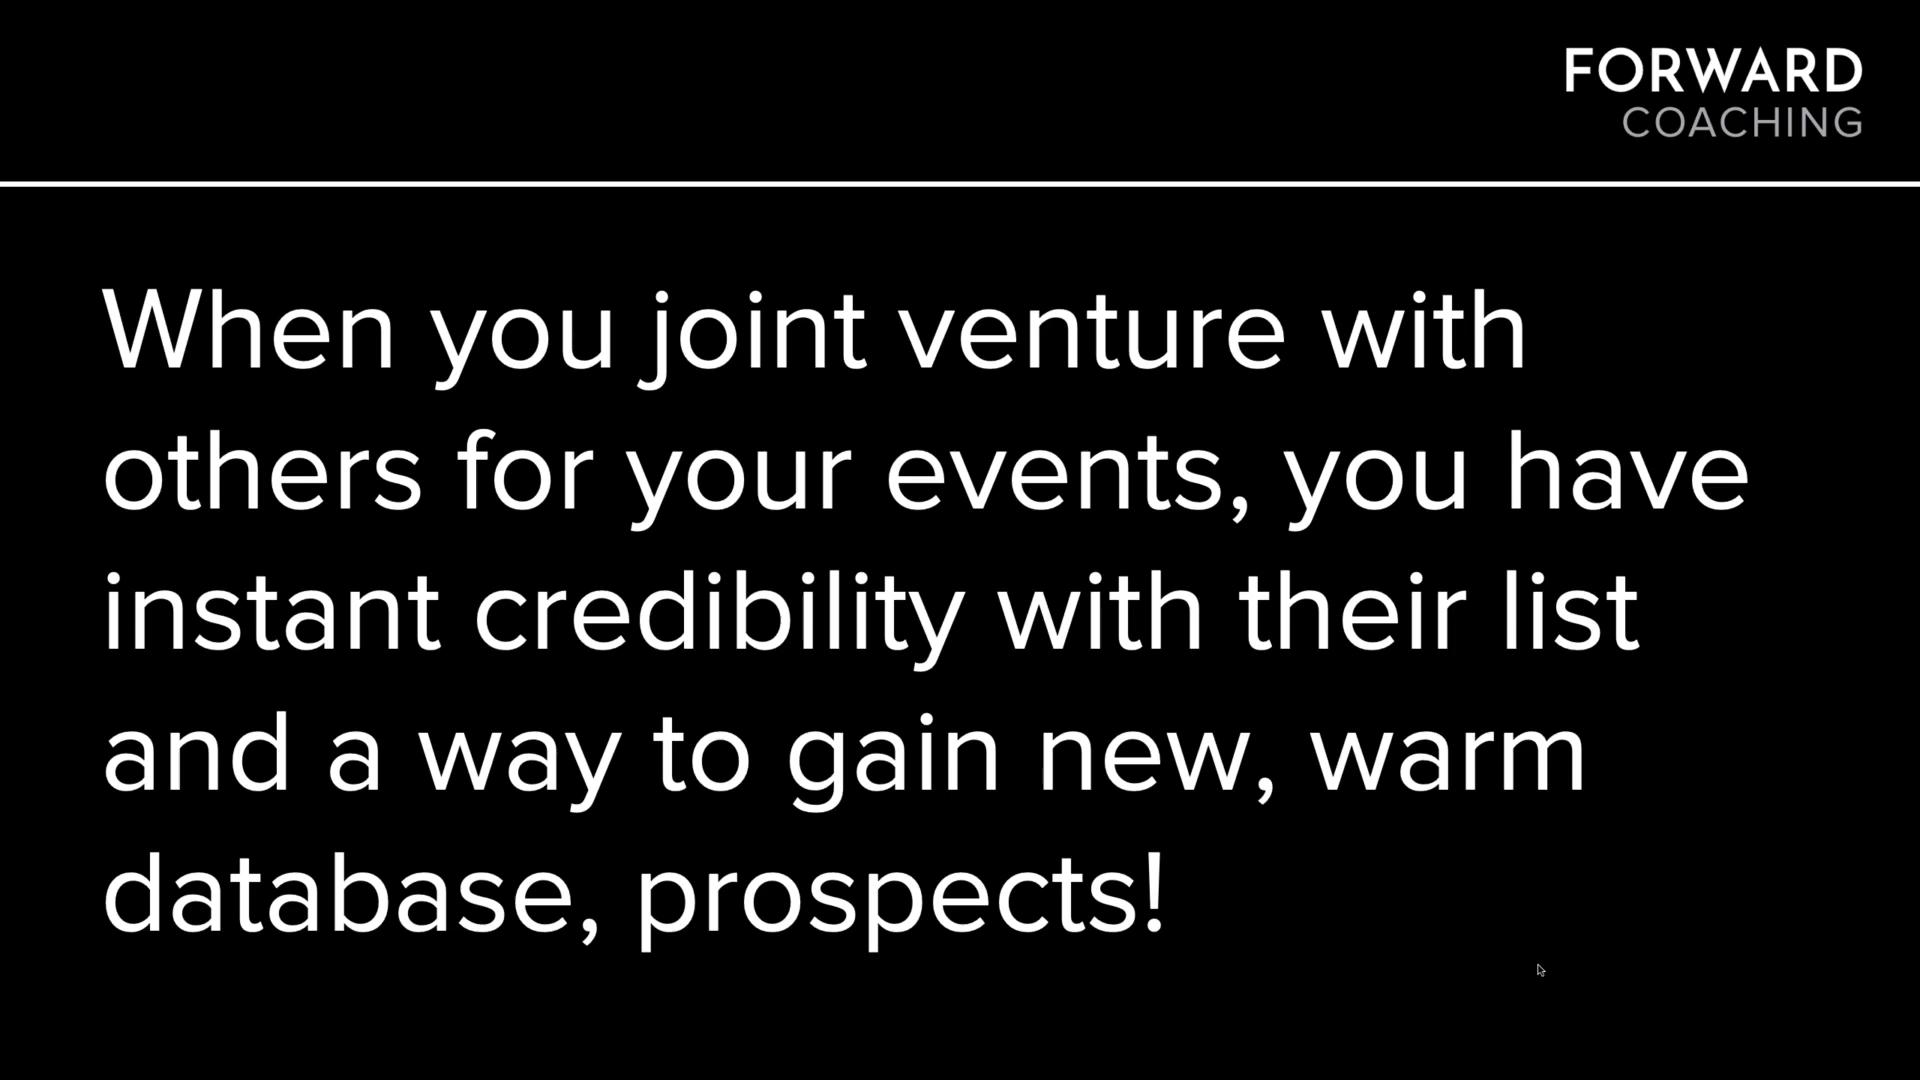 FORWARD
COACHING
When you joint venture with
others for your events, you have
instant credibility with their list
and a way to gain new, warm
database, prospects!